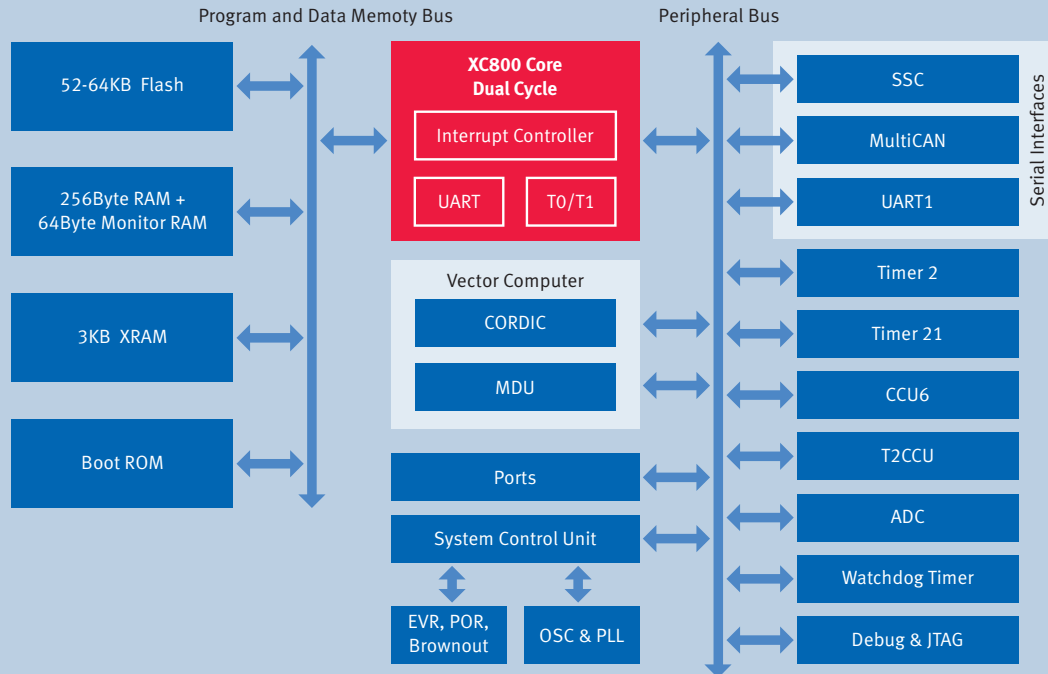 Program and Data Memoty Bus
Peripheral Bus
52-64KB Flash
256Byte RAM +
64Byte Monitor RAM
3KB XRAM
Boot ROM
XC800 Core
Dual Cycle
Interrupt Controller
UART
T0/T1
Vector Computer
CORDIC
MDU
Ports
System Control Unit
EVR, POR,
Brownout
OSC & PLL
SSC
MultiCAN
UART1
Serial Interfaces
Timer 2
Timer 21
CCU6
T2CCU
ADC
Watchdog Timer
Debug & JTAG